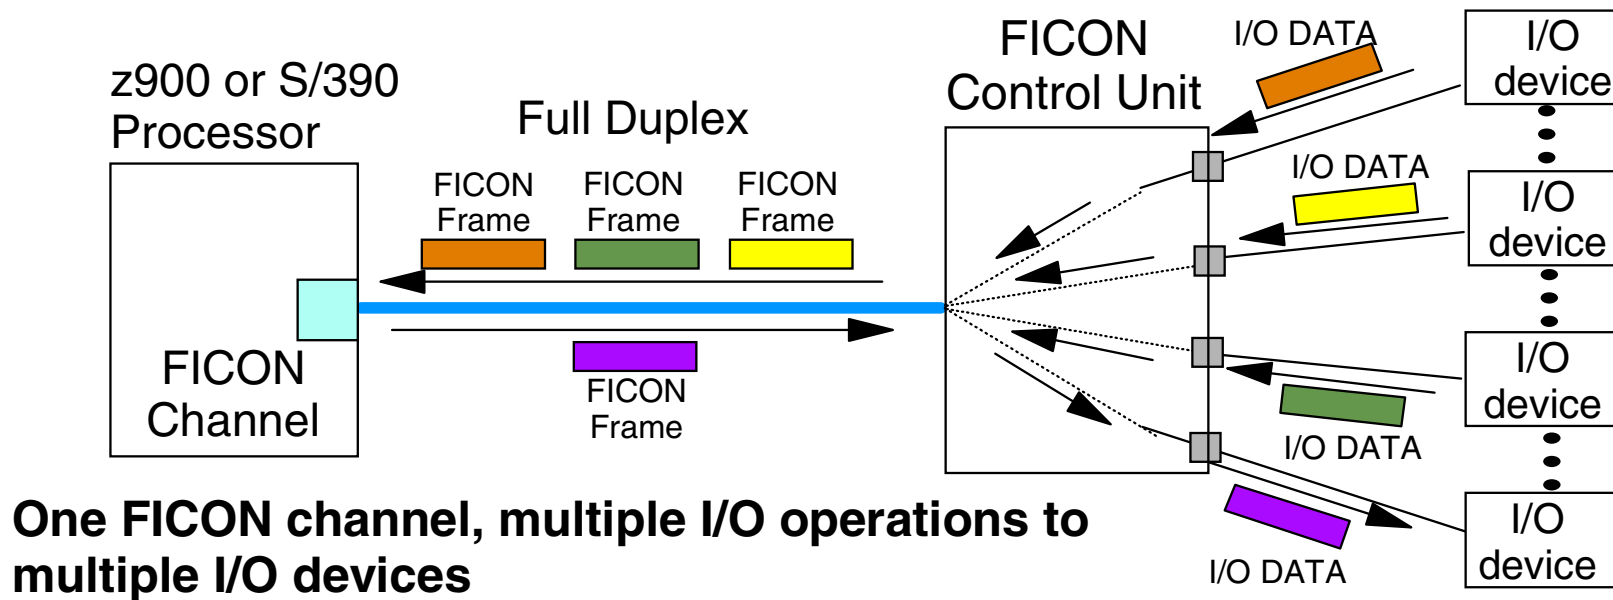 z900 or S/390
Processor
FICON
Channel
Full Duplex
FICON
Frame
FICON
Frame
FICON
Frame
FICON
Frame
FICON
Control Unit
I/O DATA
I/O
device
I/O DATA
I/O
device
I/O
device
I/O DATA
I/O
device
I/O DATA
One FICON channel, multiple I/O operations to
multiple I/O devices